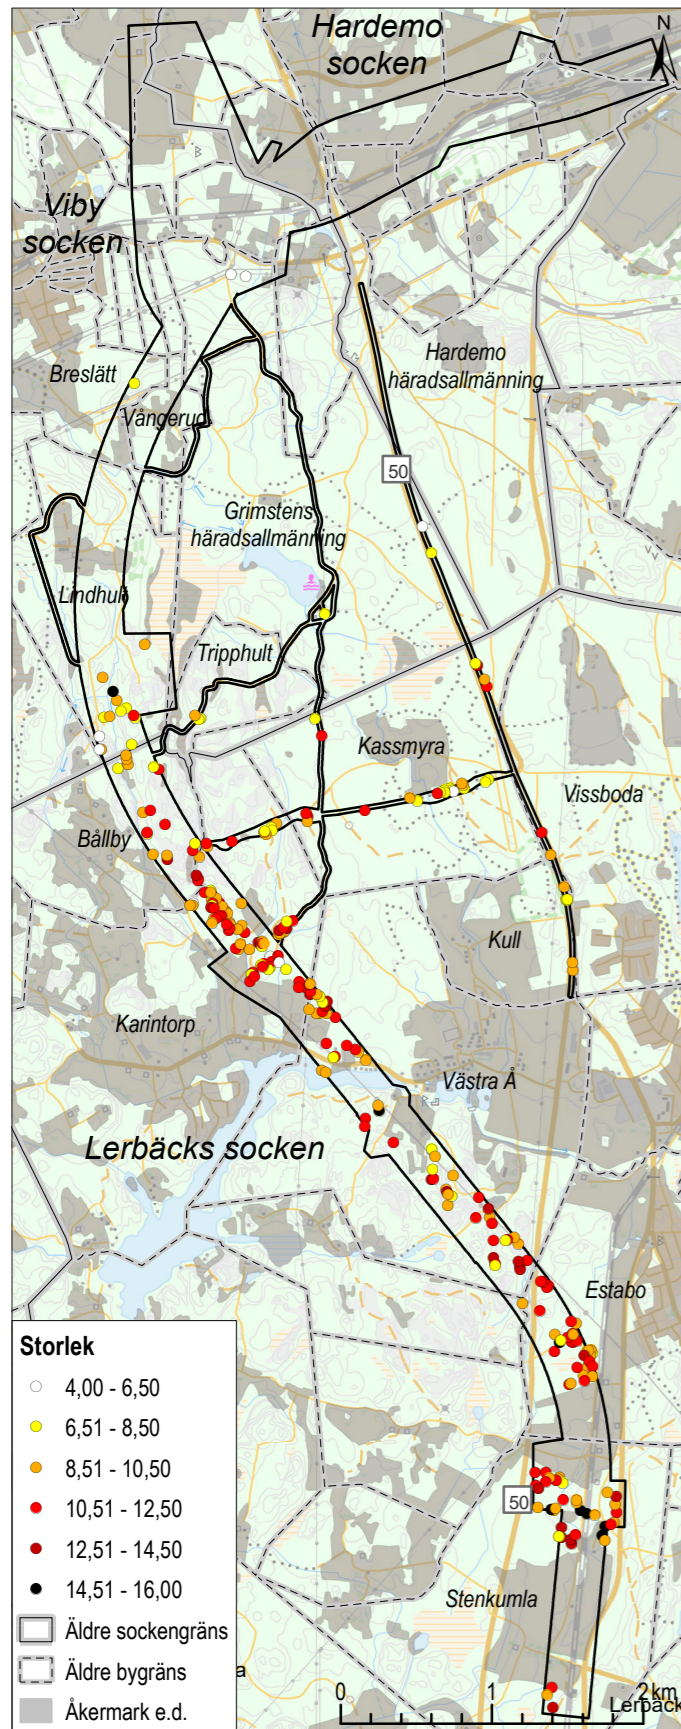 Hardemo
socken
N
Viby
socken
Breslätt
Hardemo
häradsallmänning
Vångerud
50
Grimstens
häradsallmänning
Lindhult
Tripphult
Kassmyra
Vissboda
Bållby
Kull
Karintorp
Västra Å
Lerbäcks socken
Estabo
Storlek
4,00 - 6,50
6,51 - 8,50
8,51 - 10,50
10,51 - 12,50
12,51 - 14,50
14,51 - 16,00
Äldre sockengräns
Äldre bygräns
Åkermark e.d.
50
Stenkumla
a
0 1 2 km
Lerbäck